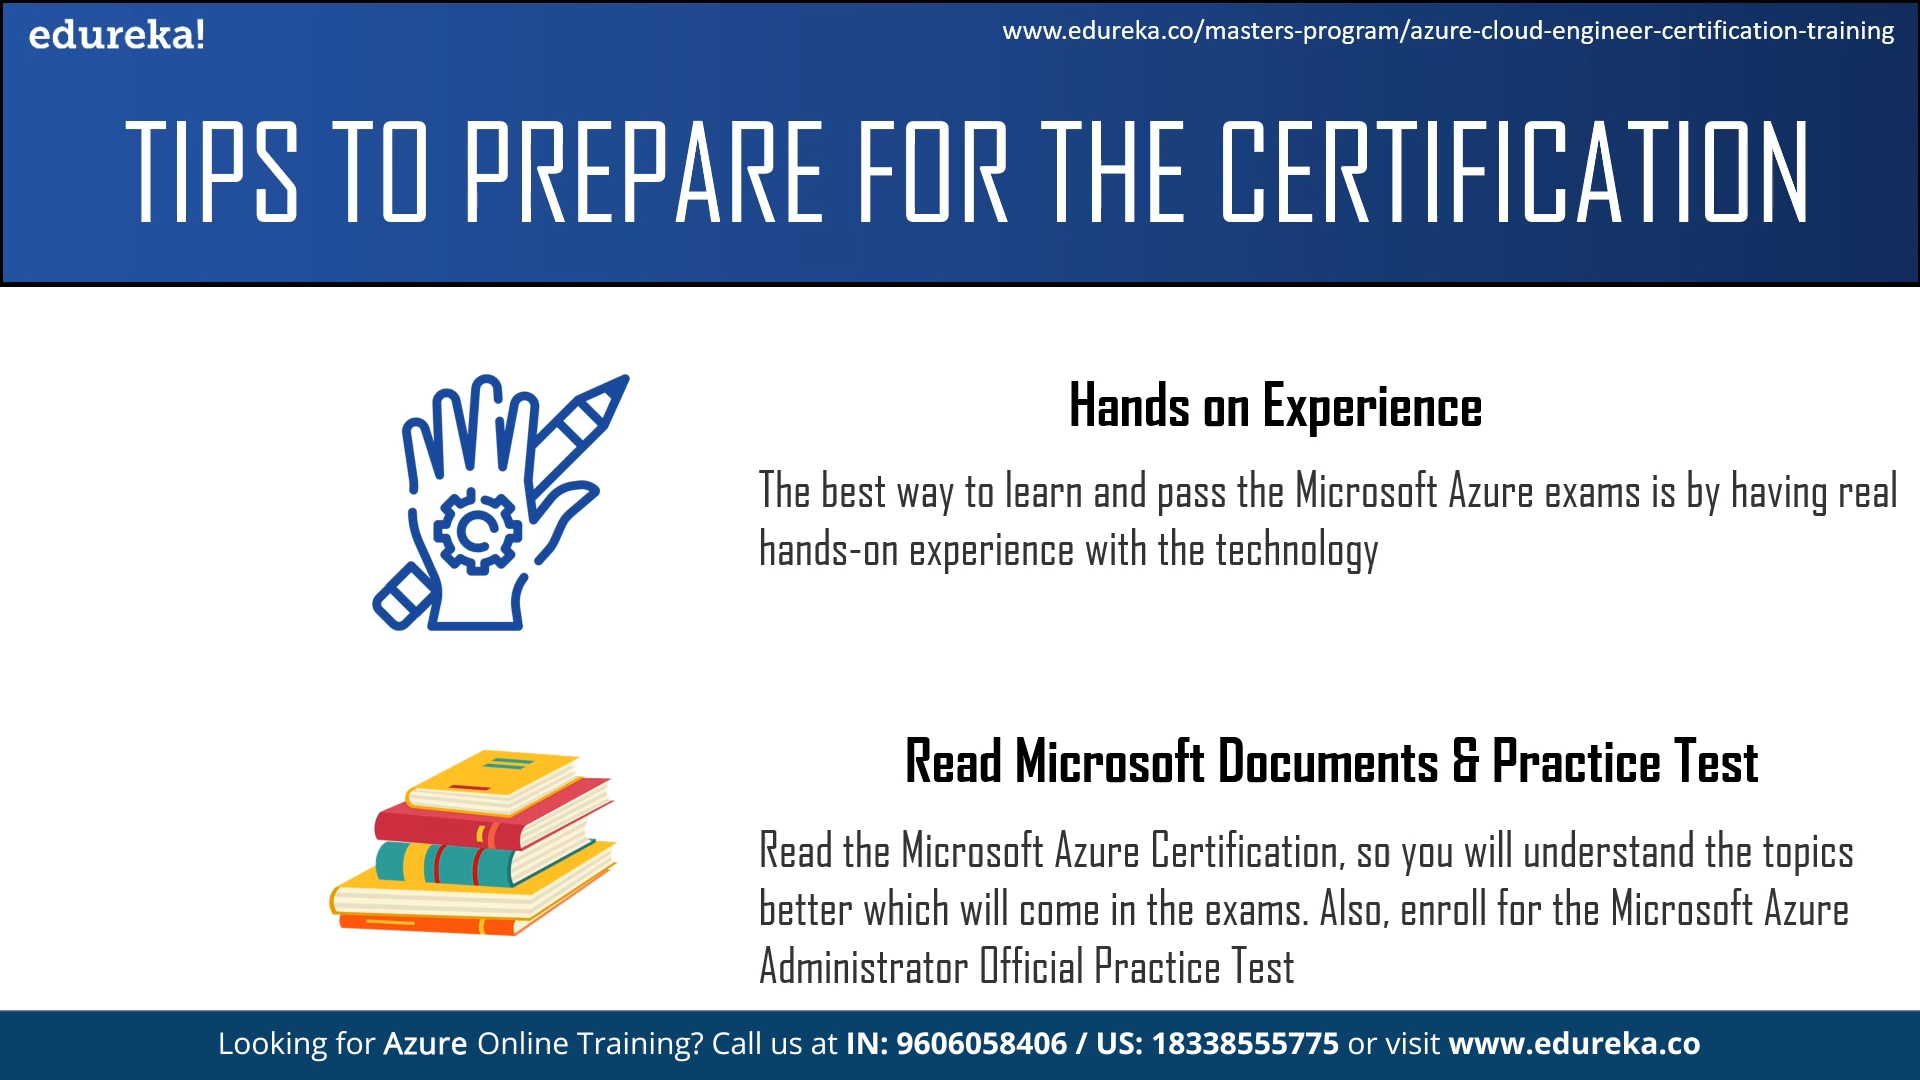 edureka!
www.edureka.co/masters-program/azure-cloud-engineer-certification-training
TIPS TO PREPARE FOR THE CERTIFICATION
Hands on Experience
The best way to learn and pass the Microsoft Azure exams is by having real
hands-on experience with the technology
Read Microsoft Documents & Practice Test
Read the Microsoft Azure Certification, so you will understand the topics
better which will come in the exams. Also, enroll for the Microsoft Azure
Administrator Official Practice Test
Looking for Azure Online Training? Call us at IN: 9606058406 / US: 18338555775 or visit www.edureka.co